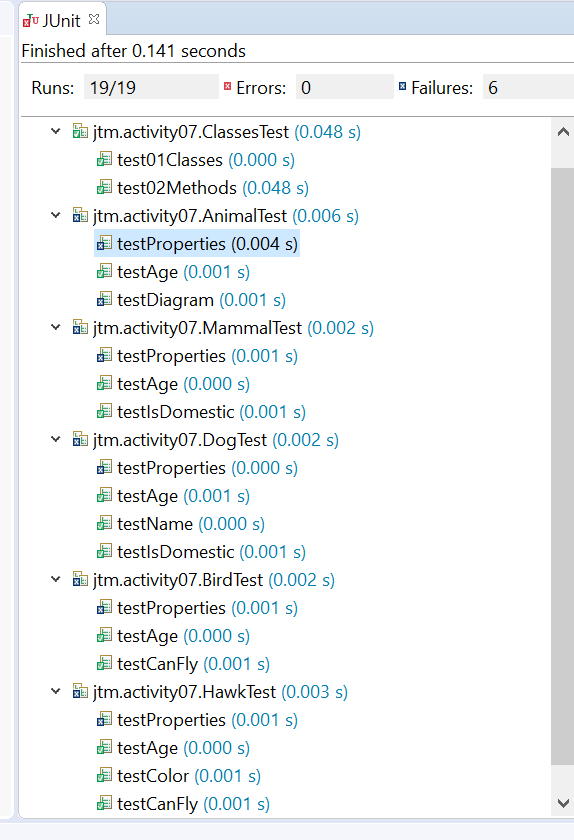 JUnit
Finished after 0.141 seconds
Runs: 19/19 Errors: 0 Failures: 6
jtm.activity07.ClassesTest (0.048 s)
test01Classes (0.000 s)
test02Methods (0.048 s)
jtm.activity07.AnimalTest (0.006 s)
testProperties (0.004 s)
testAge (0.001 s)
testDiagram (0.001 s)
jtm.activity07.MammalTest (0.002 s)
testProperties (0.001 s)
testAge (0.000 s)
testIsDomestic (0.001 s)
jtm.activity07.DogTest (0.002 s)
testProperties (0.000 s)
testAge (0.001 s)
testName (0.000 s)
testIsDomestic (0.001 s)
jtm.activity07.BirdTest (0.002 s)
testProperties (0.001 s)
testAge (0.000 s)
testCanFly (0.001 s)
jtm.activity07.HawkTest (0.003 s)
testProperties (0.001 s)
testAge (0.000 s)
testColor (0.001 s)
testCanFly (0.001 s)